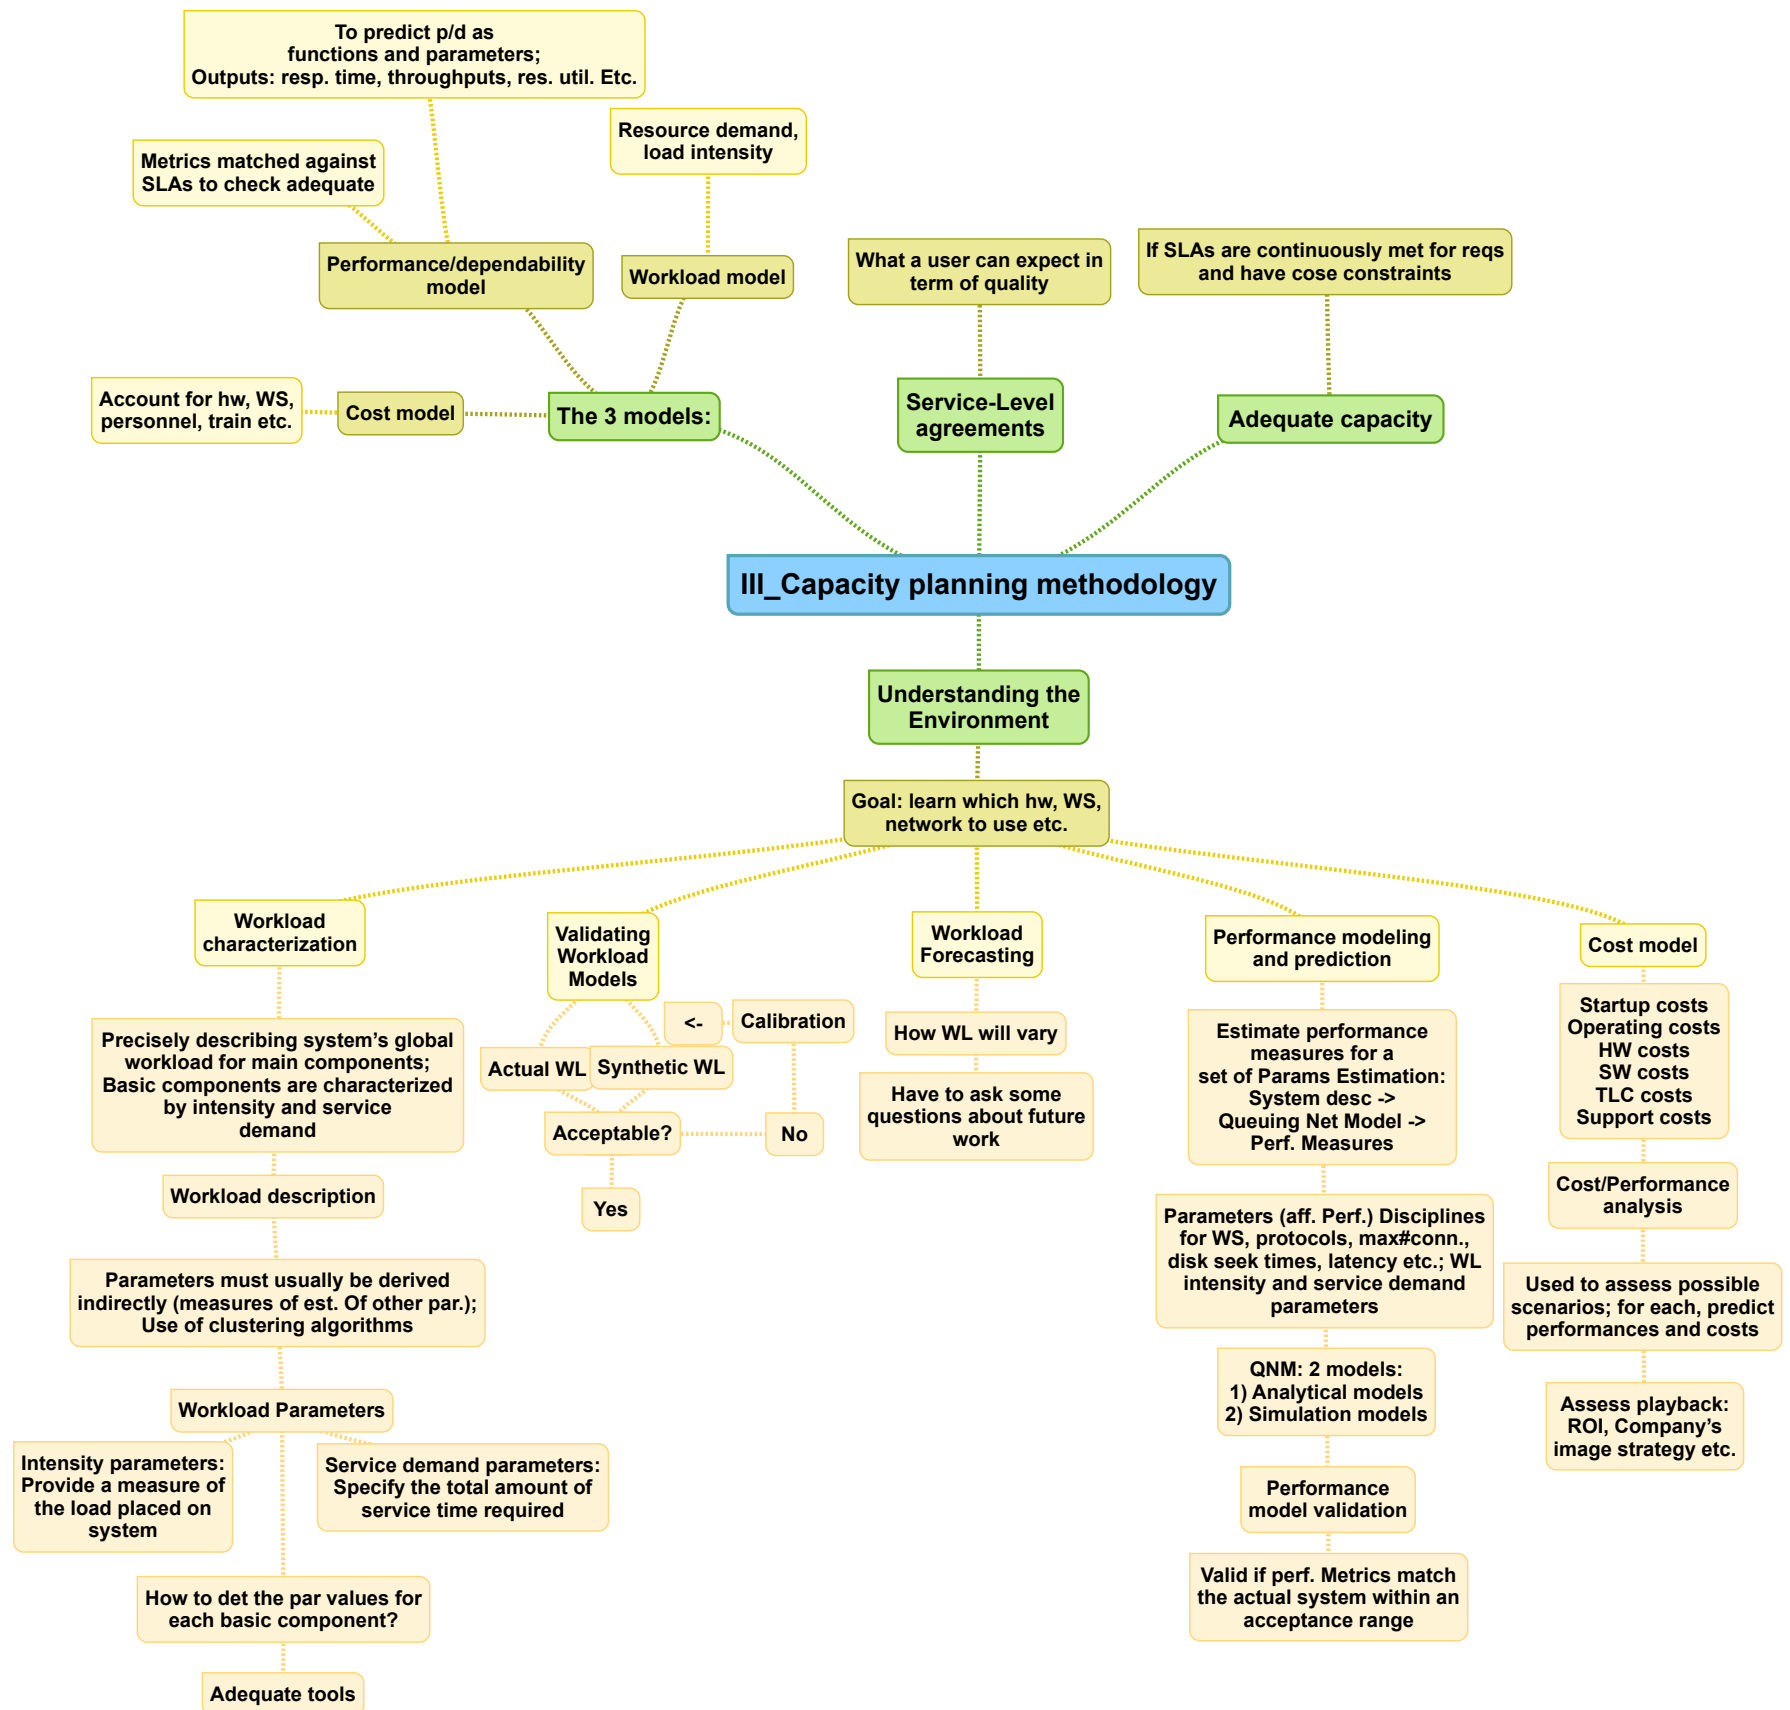 To predict p/d as
functions and parameters;
Outputs: resp. time, throughputs, res. util. Etc.
Resource demand,
load intensity
Metrics matched against
SLAs to check adequate
Performance/dependability
model
Workload model
What a user can expect in
term of quality
If SLAs are continuously met for reqs
and have cose constraints
Account for hw, WS,
personnel, train etc.
Cost model
The 3 models:
Service-Level
agreements
Adequate capacity
III_Capacity planning methodology
Understanding the
Environment
Goal: learn which hw, WS,
network to use etc.
Workload
characterization
Precisely describing system’s global
workload for main components;
Basic components are characterized
by intensity and service
demand
Workload description
Parameters must usually be derived
indirectly (measures of est. Of other par.);
Use of clustering algorithms
Workload Parameters
Intensity parameters:
Provide a measure of
the load placed on
system
Service demand parameters:
Specify the total amount of
service time required
How to det the par values for
each basic component?
Adequate tools
Validating
Workload
Models
<-
Calibration
Actual WL
Synthetic WL
Acceptable?
No
Yes
Workload
Forecasting
How WL will vary
Have to ask some
questions about future
work
Performance modeling
and prediction
Estimate performance
measures for a
set of Params Estimation:
System desc ->
Queuing Net Model ->
Perf. Measures
Parameters (aff. Perf.) Disciplines
for WS, protocols, max#conn.,
disk seek times, latency etc.; WL
intensity and service demand
parameters
QNM: 2 models:
1) Analytical models
2) Simulation models
Performance
model validation
Valid if perf. Metrics match
the actual system within an
acceptance range
Cost model
Startup costs
Operating costs
HW costs
SW costs
TLC costs
Support costs
Cost/Performance
analysis
Used to assess possible
scenarios; for each, predict
performances and costs
Assess playback:
ROI, Company’s
image strategy etc.